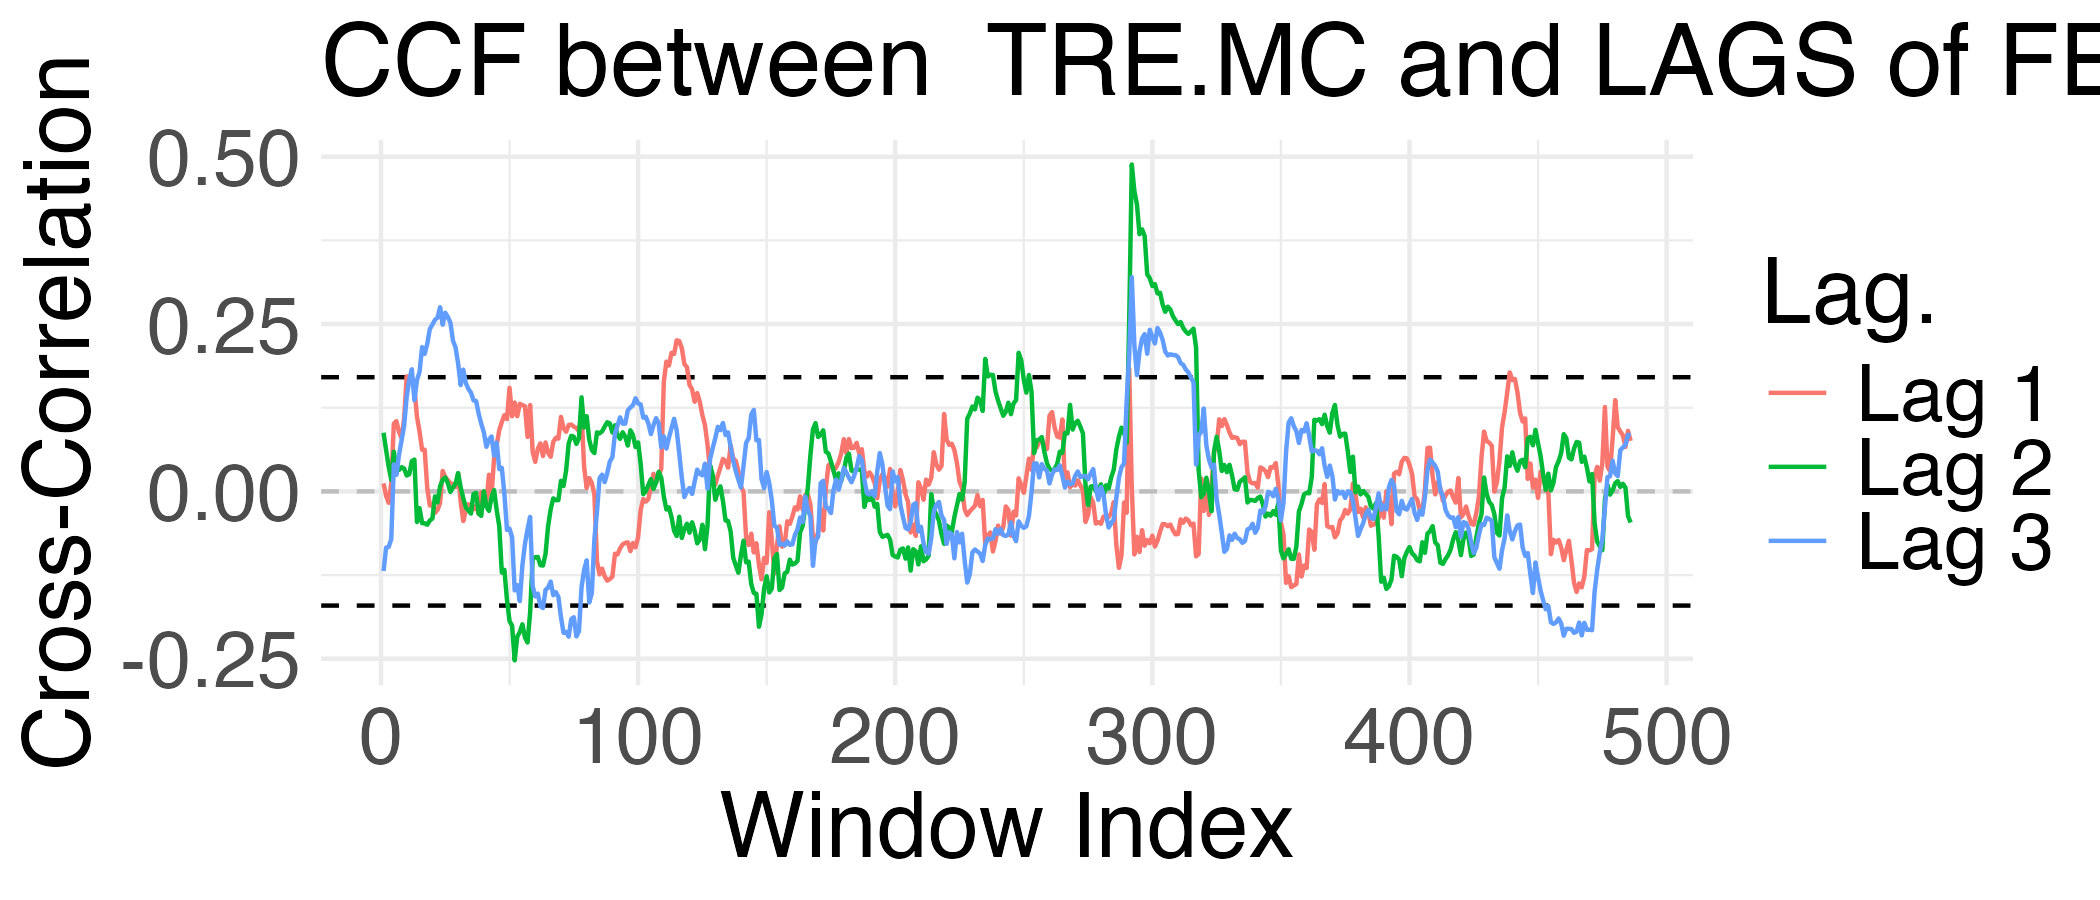 CCF between  TRE.MC and LAGS of FE
Cross-Correlation
0.50
0.25
0.00
-0.25
0 100 200 300 400 500
Window Index
Lag.
Lag 1
Lag 2
Lag 3